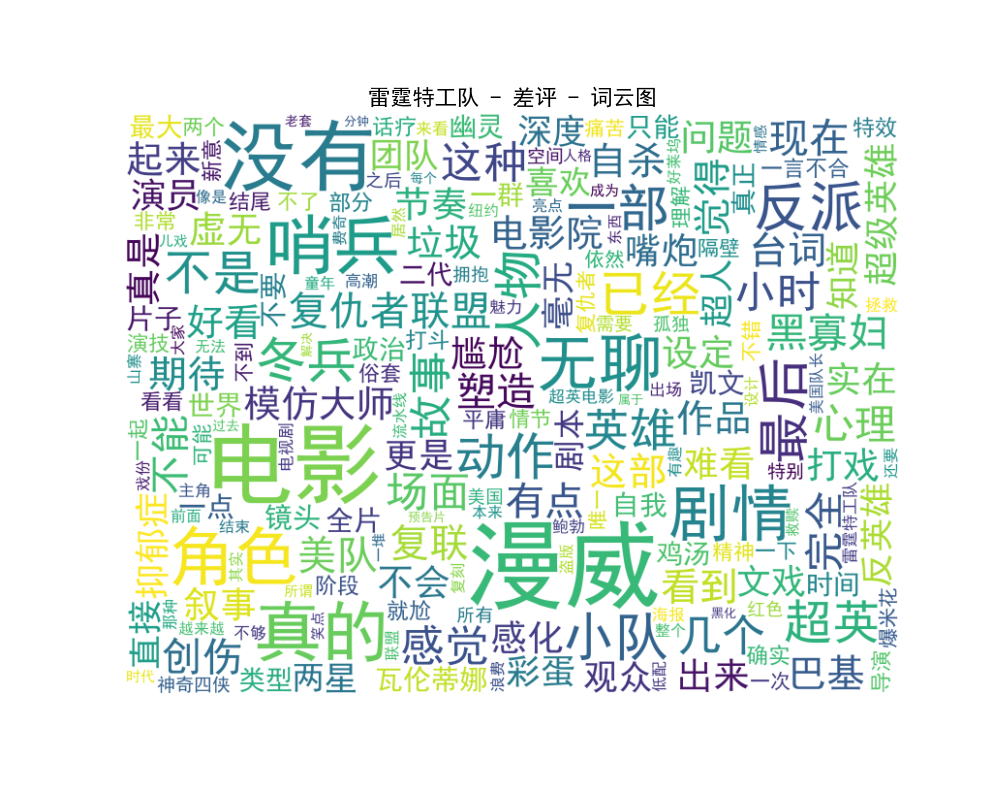 雷霆特工队 - 差评 - 词云图
最大 两个 没有 老套 分钟 话疗 来看 幽灵 深度 痛苦 只能 问题 情感 现在 特效
起来 新意 团队 这种 空间 人格 自杀 好莱坞 觉得 真正 一言不合 超级英雄
演员 像是 结尾 不了 部分 之后 每个 节奏 一群 喜欢 成为 一部 理解 反派
非常 虚无 费奇 居然 纽约 垃圾 亮点 电影院 东西 嘴炮 隔壁 台词 知道
真是 儿戏 不是 哨兵 二代 拥抱 人物 毫无 依然 复仇者 已经 超人 小时 拯救
片子 好看 不要 童年 高潮 复仇者联盟 魅力 需要 孤独 不错 黑寡妇
山寨 演技 大家 无法 不到 冬兵 解决 政治 打斗 尴尬 无聊 设定 美国队长 实在
期待 俗套 故事 塑造 超英电影 属于 出场 凯文 设计 最后
看看 世界 模仿大师 流水线 平庸 情节 剧本 英雄 作品 心理
一起 不能 可能 过去 电影 电视剧 更是 动作 这部 有趣 难看 特别 打戏 还要
戏份 抑郁症 主角 一点 场面 美国 本来 有点 唯一 自我 剧情 救赎 完全 雷霆特工队 反英雄
前面 镜头 全片 预告片 鲍勃 漫威 盗版
角色 结束 其实 美队 一堆 复联 鸡汤 精神 一下
叙事 所谓 阶段 不会 复刻 看到 文戏 时间 爆米花
直接 那种 越来越 不够 真的 笑点 就尴 联盟 所有 感觉 感化 小队 海报 整个 黑衣 几个 红色 超英
创伤 确实 导演
时代 神奇四侠 类型 两星 瓦伦蒂娜 浪费 彩蛋 观众 低配 出来 一次 巴基